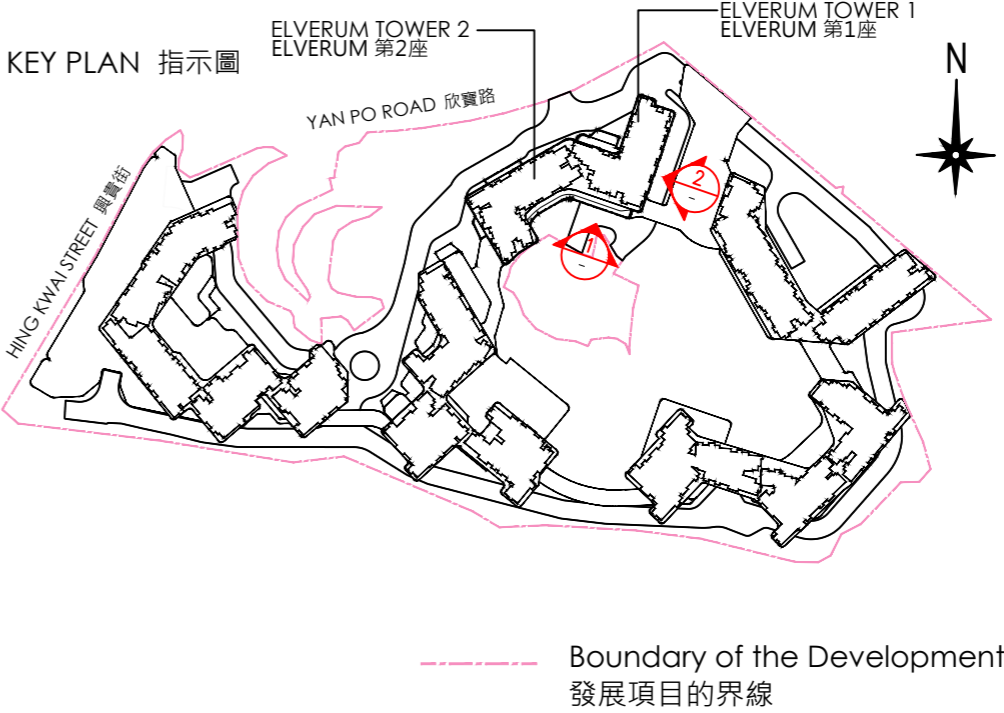 ELVERUM TOWER 1
ELVERUM 第1座
ELVERUM TOWER 2
ELVERUM 第2座
KEY PLAN 指示圖
N
YAN PO ROAD 欣寶路
HING KWAI STREET 興貴街
2
-
1
-
Boundary of the Development
發展項目的界線